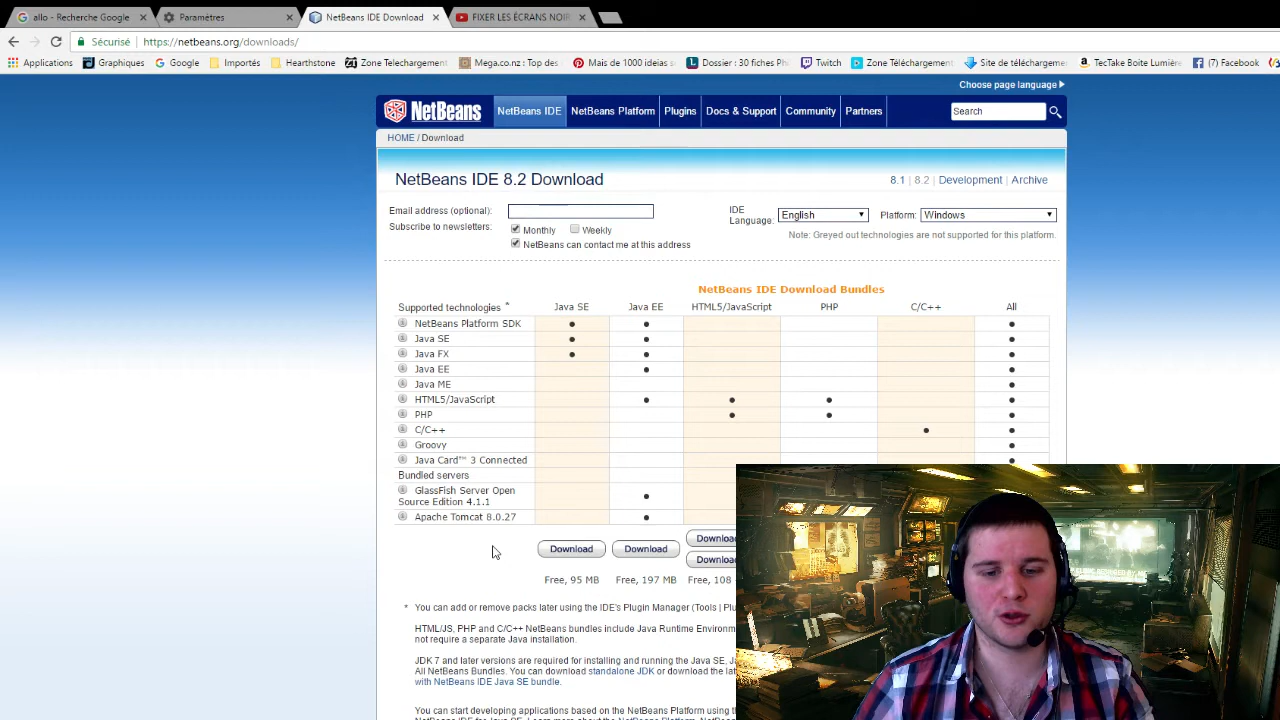 allo - Recherche Google
Paramètres
NetBeans IDE Download
FIXER LES ÉCRANS NOIR
Sécurisé
https://netbeans.org/downloads/
Applications
Graphiques
Google
Importés
Hearthstone
Zone Telechargement
Mega.co.nz : Top des
Mais de 1000 ideias s
Dossier : 30 fiches Ph
Twitch
Zone Téléchargement
Site de téléchargeme
TecTake Boite Lumière
(7) Facebook
Choose page language
NetBeans
NetBeans IDE
NetBeans Platform
Plugins
Docs & Support
Community
Partners
Search
HOME / Download
NetBeans IDE 8.2 Download
8.1 | 8.2 | Development | Archive
Email address (optional):
IDE Language: English
Platform: Windows
Subscribe to newsletters:
Monthly
Weekly
NetBeans can contact me at this address
Note: Greyed out technologies are not supported for this platform.
NetBeans IDE Download Bundles
Supported technologies *
Java SE
Java EE
HTML5/JavaScript
PHP
C/C++
All
NetBeans Platform SDK
Java SE
Java FX
Java EE
Java ME
HTML5/JavaScript
PHP
C/C++
Groovy
Java Card™ 3 Connected
Bundled servers
GlassFish Server Open
Source Edition 4.1.1
Apache Tomcat 8.0.27
Download
Download
Download
Download
Free, 95 MB
Free, 197 MB
Free, 108
* You can add or remove packs later using the IDE's Plugin Manager (Tools |
HTML/JS, PHP and C/C++ NetBeans bundles include Java Runtime
not require a separate Java installation.
JDK 7 and later versions are required for installing and running the Java SE,
All NetBeans Bundles. You can download standalone JDK or download the
with NetBeans IDE Java SE bundle.
You can start developing applications based on the NetBeans Platform using